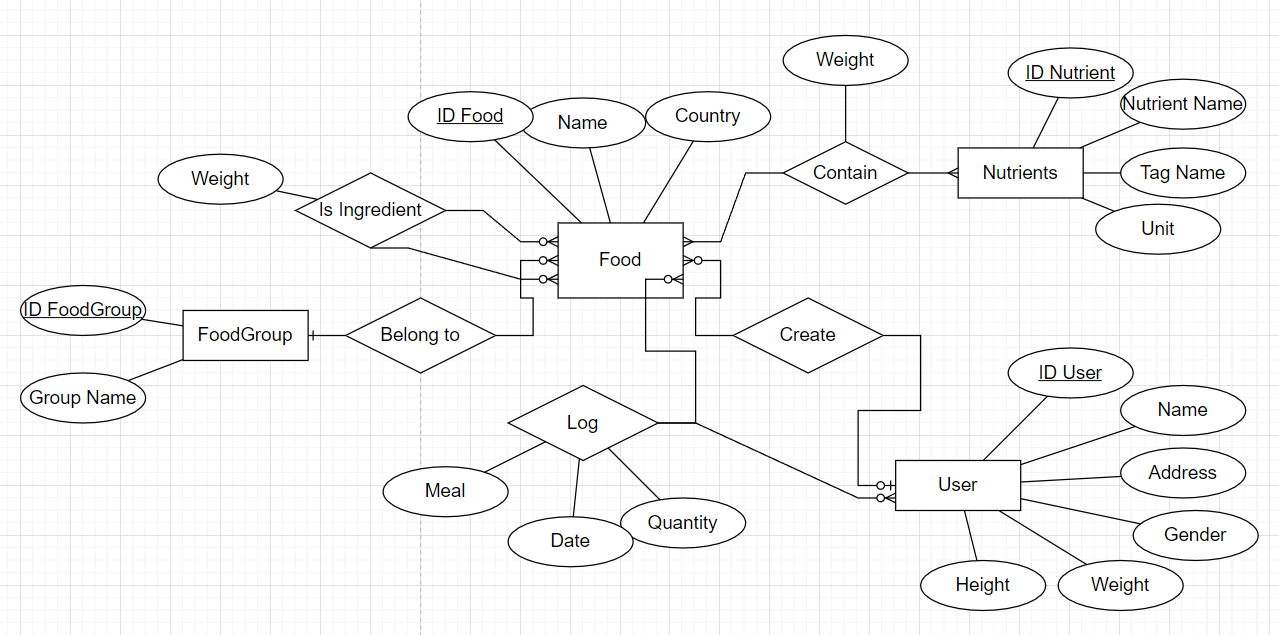 Weight
ID Nutrient
Nutrient Name
ID Food
Name
Country
Weight
Is Ingredient
Contain
Nutrients
Tag Name
Unit
Food
ID FoodGroup
FoodGroup
Belong to
Create
Group Name
ID User
Name
Log
Address
User
Meal
Date
Quantity
Gender
Height
Weight